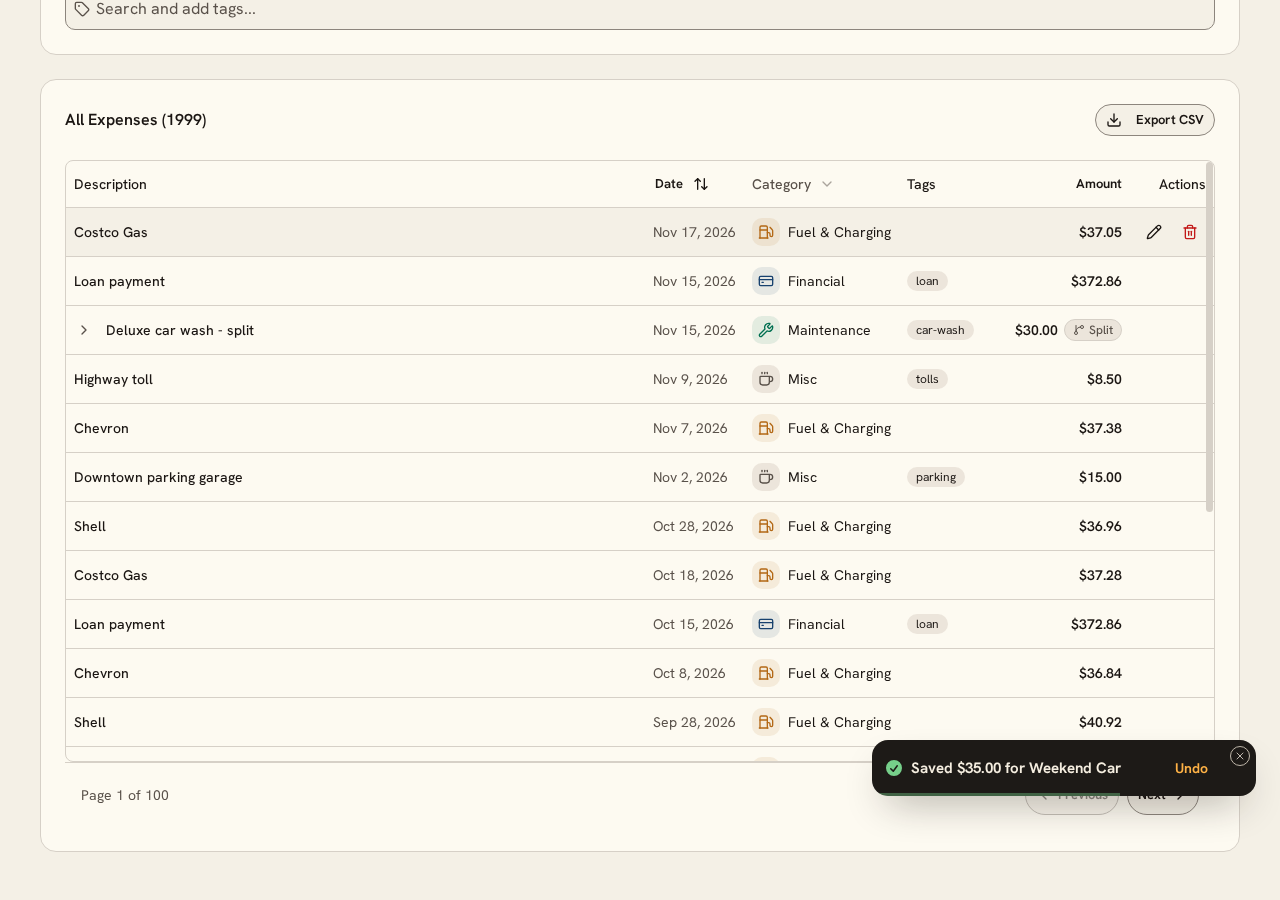 Search and add tags...
All Expenses (1999)
Export CSV
Description Date Category Tags Amount Actions
Costco Gas Nov 17, 2026 Fuel & Charging $37.05
Loan payment Nov 15, 2026 Financial loan $372.86
Deluxe car wash - split Nov 15, 2026 Maintenance car-wash $30.00 Split
Highway toll Nov 9, 2026 Misc tolls $8.50
Chevron Nov 7, 2026 Fuel & Charging $37.38
Downtown parking garage Nov 2, 2026 Misc parking $15.00
Shell Oct 28, 2026 Fuel & Charging $36.96
Costco Gas Oct 18, 2026 Fuel & Charging $37.28
Loan payment Oct 15, 2026 Financial loan $372.86
Chevron Oct 8, 2026 Fuel & Charging $36.84
Shell Sep 28, 2026 Fuel & Charging $40.92
Saved $35.00 for Weekend Car Undo
Page 1 of 100 Previous Next